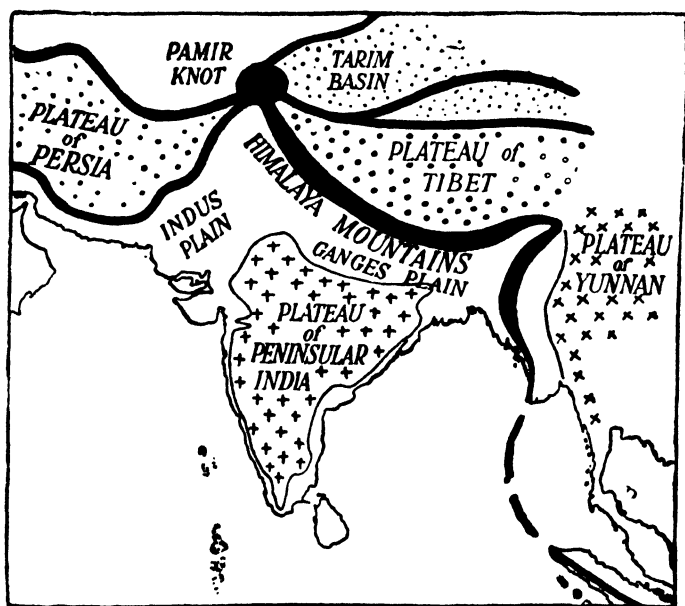 PAMIR
KNOT
TARIM
BASIN
PLATEAU
of
PERSIA
PLATEAU of
TIBET
HIMALAYA MOUNTAINS
INDUS
PLAIN
GANGES PLAIN
PLATEAU
of
YUNNAN
PLATEAU
of
PENINSULAR
INDIA